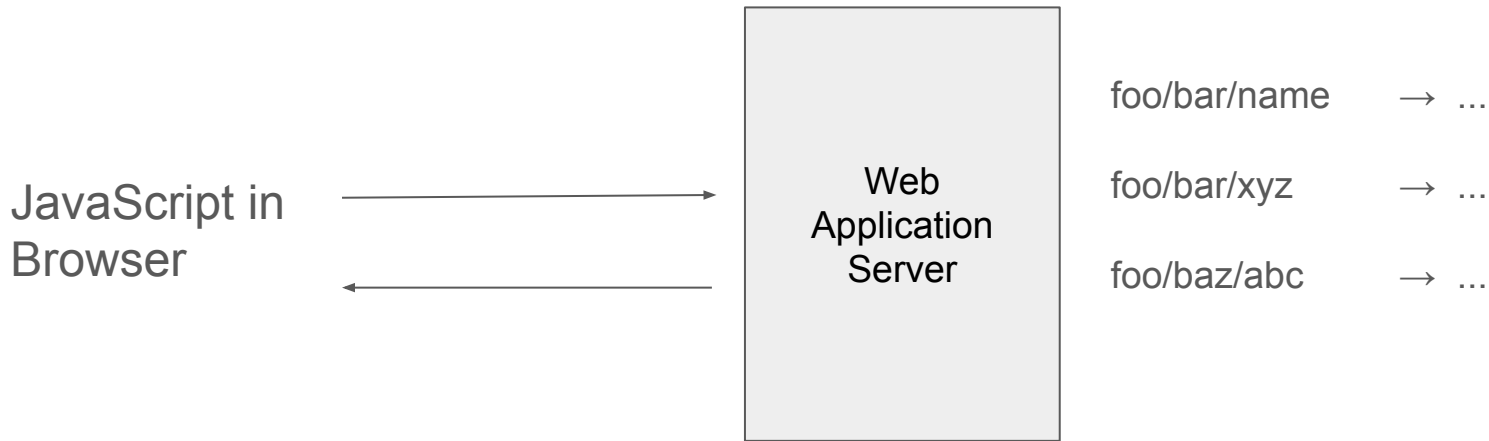 JavaScript in
Browser
Web
Application
Server
foo/bar/name → ...
foo/bar/xyz → ...
foo/baz/abc → ...